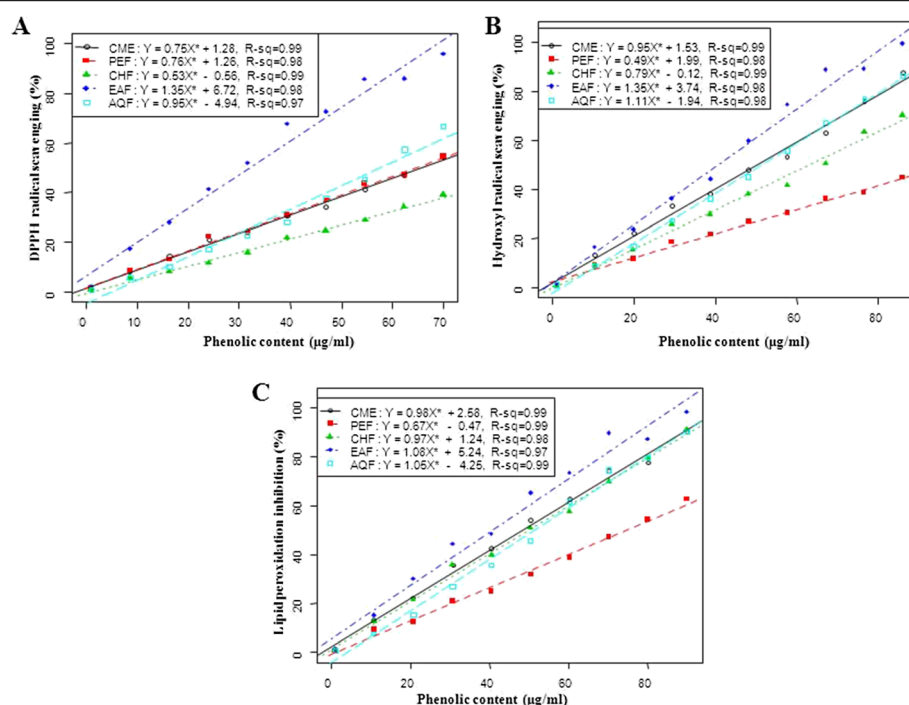 A
CME : Y = 0.75X* + 1.28, R-sq=0.99
PEF : Y = 0.76X* + 1.26, R-sq=0.98
CHF : Y = 0.53X* - 0.56, R-sq=0.99
EAF : Y = 1.35X* + 6.72, R-sq=0.98
AQF : Y = 0.95X* - 4.94, R-sq=0.97
DPPH radical scavenging (%)
0 20 40 60 80 100
0 10 20 30 40 50 60 70
Phenolic content (µg/ml)
B
CME : Y = 0.95X* + 1.53, R-sq=0.99
PEF : Y = 0.49X* + 1.99, R-sq=0.98
CHF : Y = 0.79X* - 0.12, R-sq=0.99
EAF : Y = 1.35X* + 3.74, R-sq=0.98
AQF : Y = 1.11X* - 1.94, R-sq=0.98
Hydroxyl radical scavenging (%)
0 20 40 60 80 100
0 20 40 60 80
Phenolic content (µg/ml)
C
CME : Y = 0.98X* + 2.58, R-sq=0.99
PEF : Y = 0.67X* - 0.47, R-sq=0.99
CHF : Y = 0.97X* + 1.24, R-sq=0.98
EAF : Y = 1.08X* + 5.24, R-sq=0.97
AQF : Y = 1.05X* - 4.25, R-sq=0.99
Lipid peroxidation inhibition (%)
0 20 40 60 80 100
0 20 40 60 80
Phenolic content (µg/ml)